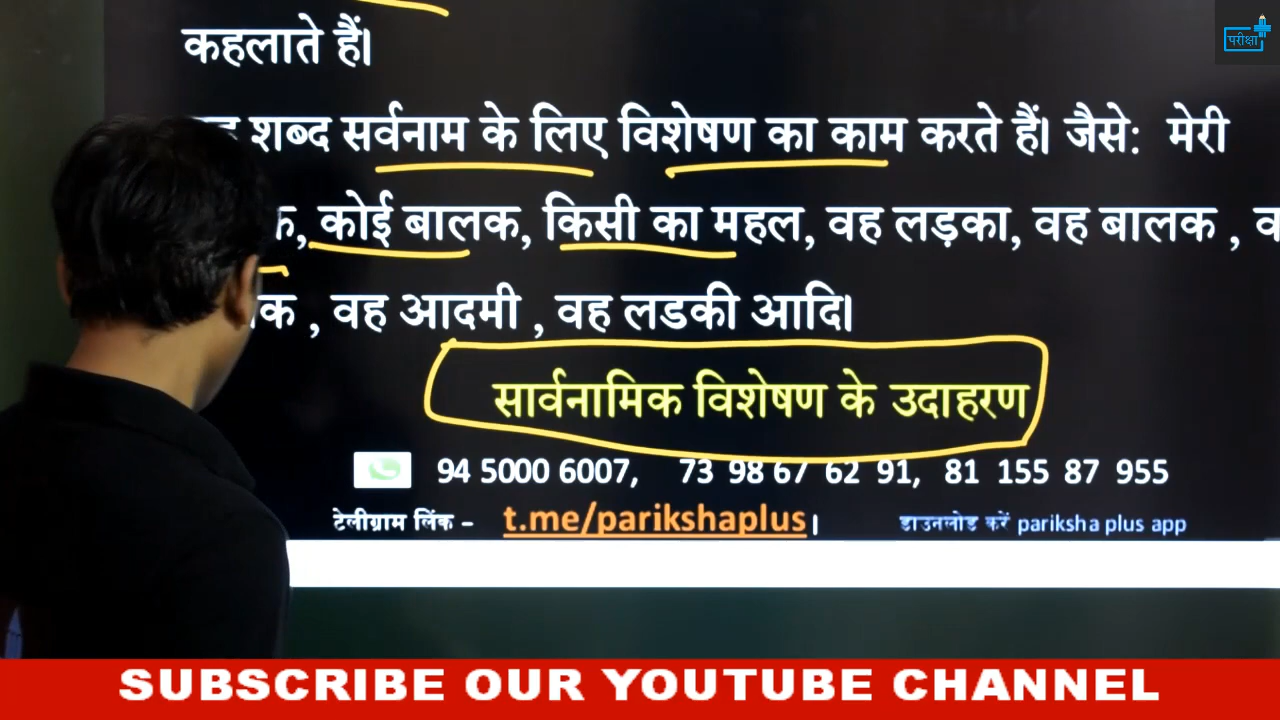 परीक्षा
कहलाते हैं।
शब्द सर्वनाम के लिए विशेषण का काम करते हैं। जैसे: मेरी
कोई बालक, किसी का महल, वह लड़का, वह बालक ,
, वह आदमी , वह लडकी आदि।
सार्वनामिक विशेषण के उदाहरण
94 5000 6007, 73 98 67 62 91, 81 155 87 955
टेलीग्राम लिंक – t.me/parikshaplus। डाउनलोड करें pariksha plus app
SUBSCRIBE OUR YOUTUBE CHANNEL